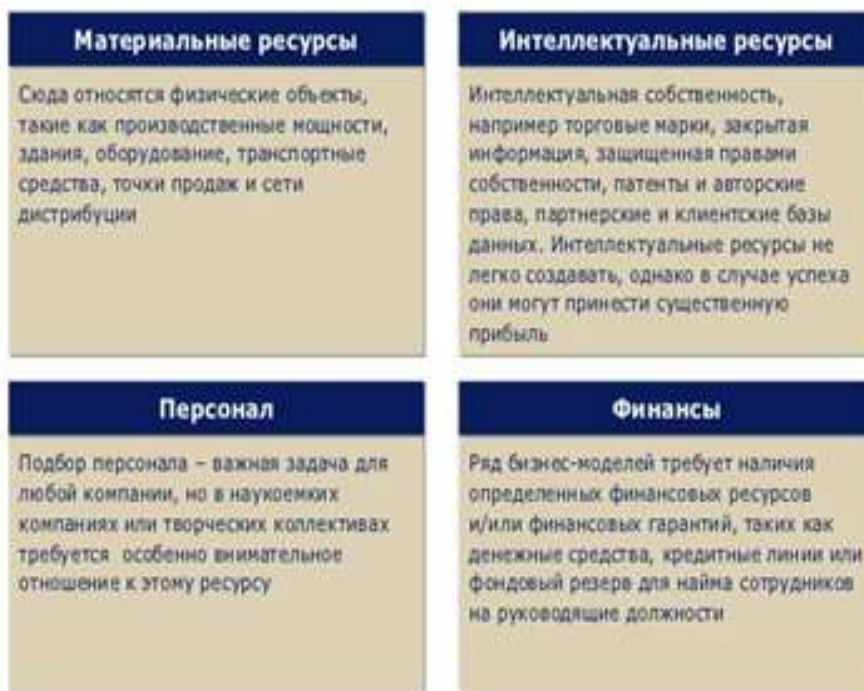 Материальные ресурсы
Сюда относятся физические объекты,
такие как производственные мощности,
здания, оборудование, транспортные
средства, точки продаж и сети
дистрибуции
Интеллектуальные ресурсы
Интеллектуальная собственность,
например торговые марки, закрытая
информация, защищенная правами
собственности, патенты и авторские
права, партнерские и клиентские базы
данных. Интеллектуальные ресурсы не
легко создавать, однако в случае успеха
они могут принести существенную
прибыль
Персонал
Подбор персонала – важная задача для
любой компании, но в наукоемких
компаниях или творческих коллективах
требуется особенно внимательное
отношение к этому ресурсу
Финансы
Ряд бизнес-моделей требует наличия
определенных финансовых ресурсов
и/или финансовых гарантий, таких как
денежные средства, кредитные линии или
фондовый резерв для найма сотрудников
на руководящие должности